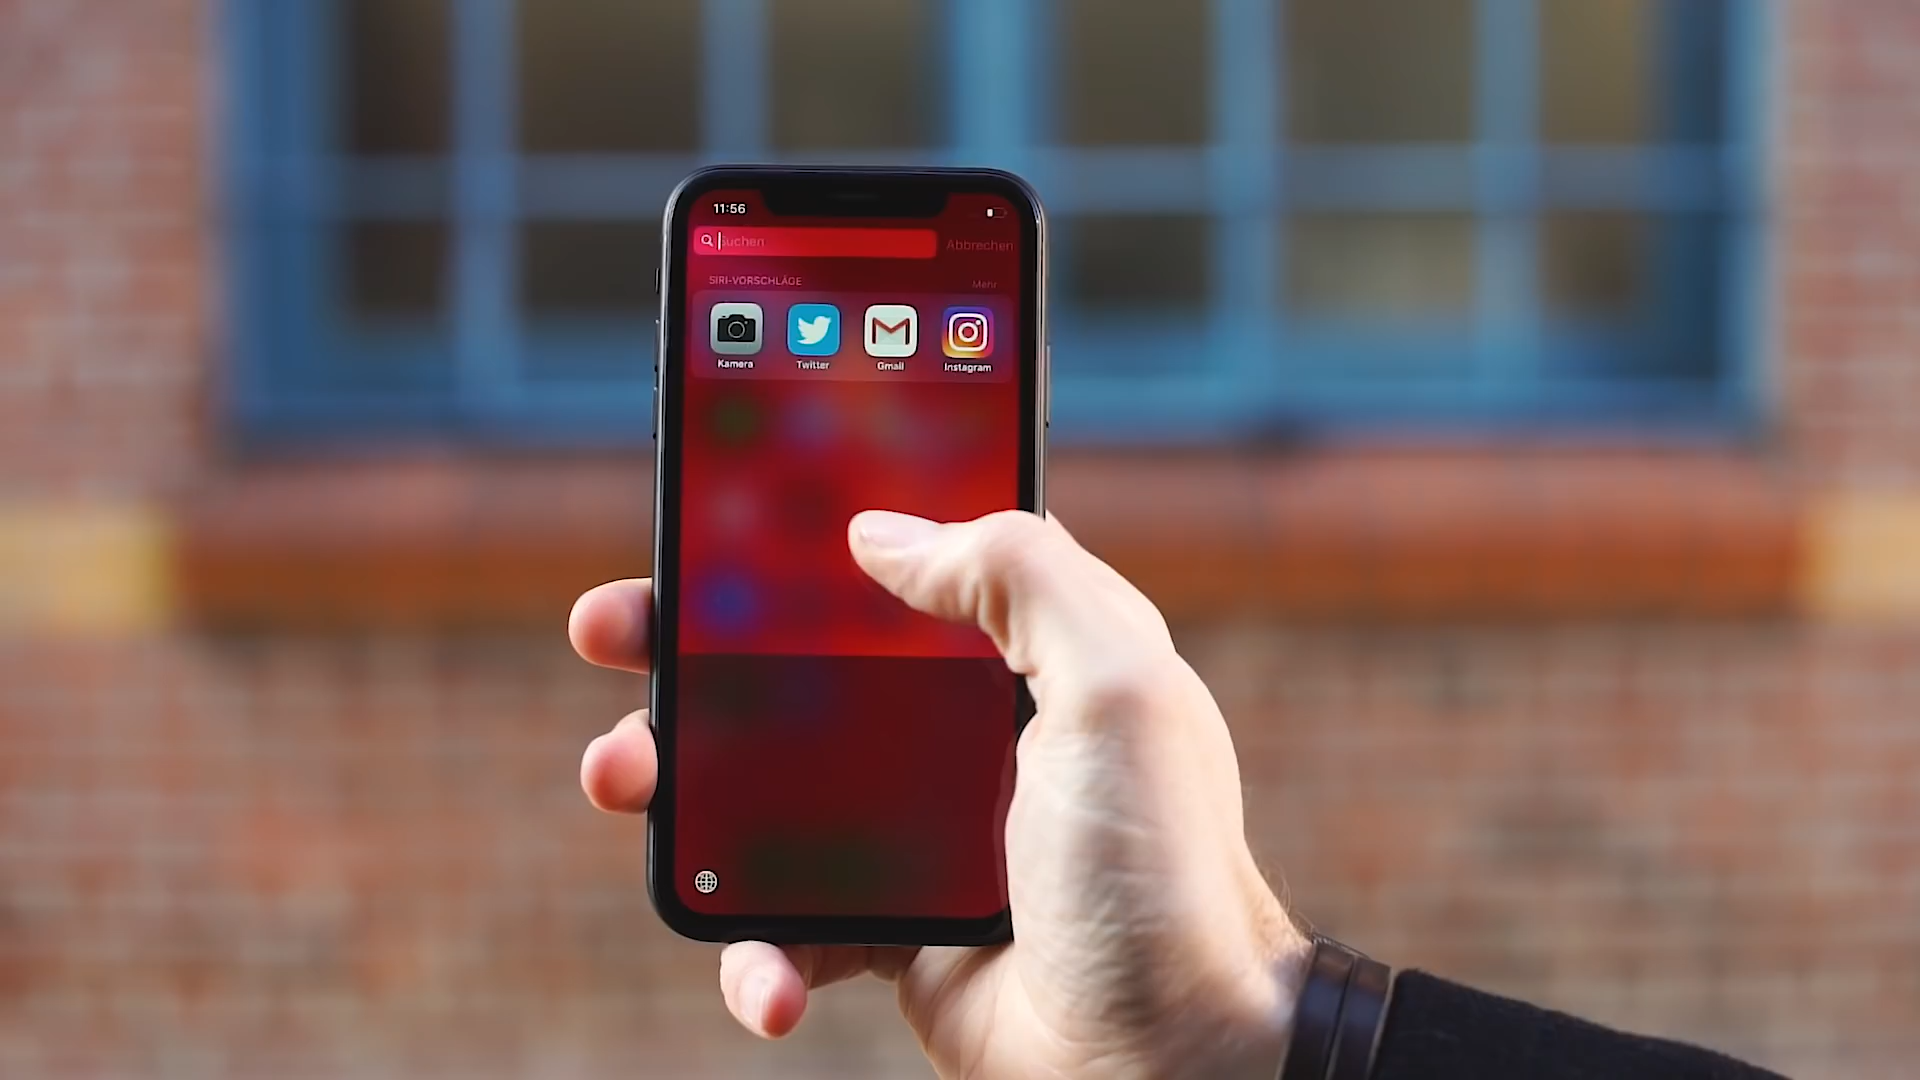 11:56
Suchen
Abbrechen
SIRI-VORSCHLÄGE
Mehr
Kamera
Twitter
Gmail
Instagram